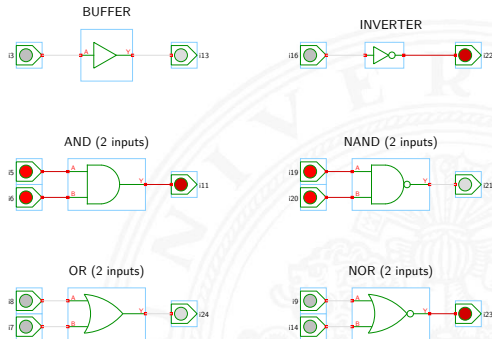 BUFFER
i3 A Y i13
INVERTER
i16 i22
AND (2 inputs)
i5 A
i6 B Y i11
NAND (2 inputs)
i19 A
i20 B Y i21
OR (2 inputs)
i8 A
i7 B Y i24
NOR (2 inputs)
i9 A
i14 B Y i23
NIVER